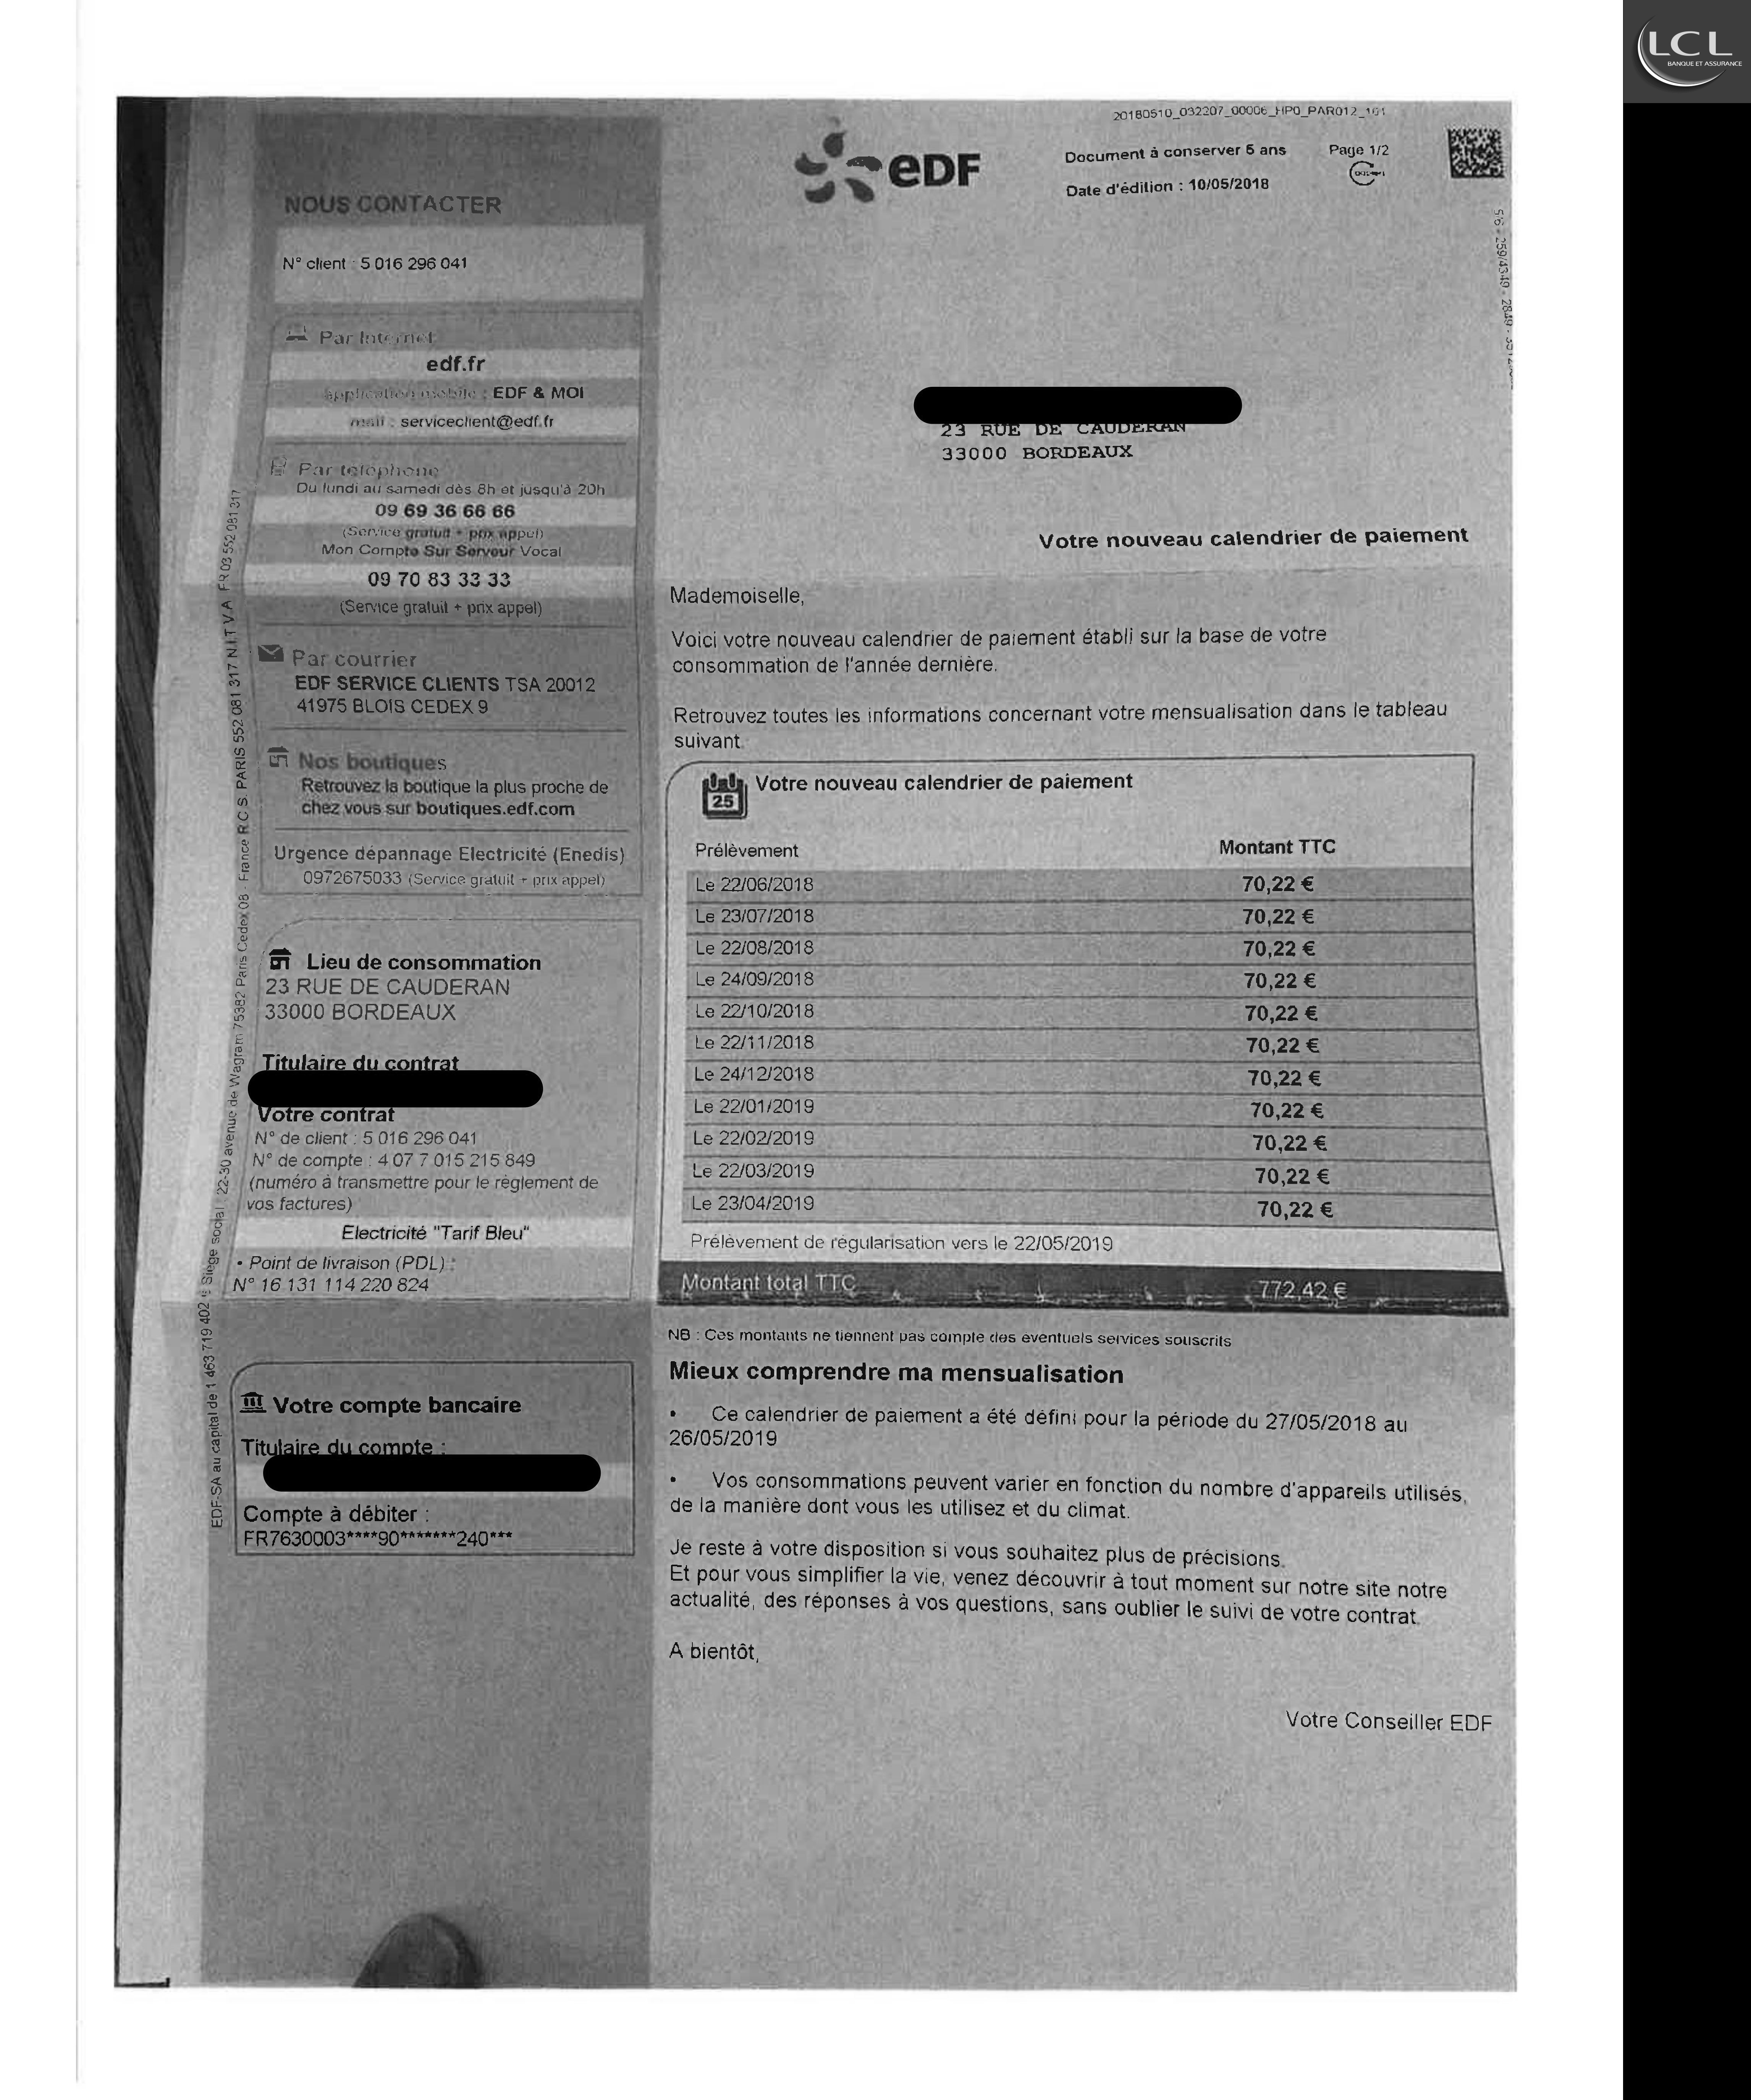 LCL
BANQUE ET ASSURANCE
20180510_032207_00006_HP0_PAR012_101
eDF
Document à conserver 5 ans
Page 1/2
Date d'édition : 10/05/2018
NOUS CONTACTER
N° client : 5 016 296 041
Par Internet
edf.fr
application mobile : EDF & MOI
mail : serviceclient@edf.fr
Par téléphone
Du lundi au samedi dès 8h et jusqu'à 20h
09 69 36 66 66
(Service gratuit + prix appel)
Mon Compte Sur Serveur Vocal
09 70 83 33 33
(Service gratuit + prix appel)
Par courrier
EDF SERVICE CLIENTS TSA 20012
41975 BLOIS CEDEX 9
Nos boutiques
Retrouvez la boutique la plus proche de
chez vous sur boutiques.edf.com
Urgence dépannage Electricité (Enedis)
0972675033 (Service gratuit + prix appel)
Lieu de consommation
23 RUE DE CAUDERAN
33000 BORDEAUX
Titulaire du contrat
Votre contrat
N° de client : 5 016 296 041
N° de compte : 4 07 7 015 215 849
(numéro à transmettre pour le règlement de
vos factures)
Electricité "Tarif Bleu"
• Point de livraison (PDL) :
N° 16 131 114 220 824
Votre compte bancaire
Titulaire du compte :
Compte à débiter :
FR7630003****90*******240***
EDF-SA au capital de 1 463 719 402 € Siège social : 22-30 avenue de Wagram 75382 Paris Cedex 08 - France R.C.S. PARIS 552 081 317 N.I.T V.A FR 03 552 081 317
23 RUE DE CAUDERAN
33000 BORDEAUX
Votre nouveau calendrier de paiement
Mademoiselle,
Voici votre nouveau calendrier de paiement établi sur la base de votre
consommation de l'année dernière.
Retrouvez toutes les informations concernant votre mensualisation dans le tableau
suivant.
25
Votre nouveau calendrier de paiement
Prélèvement Montant TTC
Le 22/06/2018 70,22 €
Le 23/07/2018 70,22 €
Le 22/08/2018 70,22 €
Le 24/09/2018 70,22 €
Le 22/10/2018 70,22 €
Le 22/11/2018 70,22 €
Le 24/12/2018 70,22 €
Le 22/01/2019 70,22 €
Le 22/02/2019 70,22 €
Le 22/03/2019 70,22 €
Le 23/04/2019 70,22 €
Prélèvement de régularisation vers le 22/05/2019
Montant total TTC 772,42 €
NB : Ces montants ne tiennent pas compte des éventuels services souscrits
Mieux comprendre ma mensualisation
• Ce calendrier de paiement a été défini pour la période du 27/05/2018 au
26/05/2019
• Vos consommations peuvent varier en fonction du nombre d'appareils utilisés,
de la manière dont vous les utilisez et du climat.
Je reste à votre disposition si vous souhaitez plus de précisions.
Et pour vous simplifier la vie, venez découvrir à tout moment sur notre site notre
actualité, des réponses à vos questions, sans oublier le suivi de votre contrat.
A bientôt,
Votre Conseiller EDF